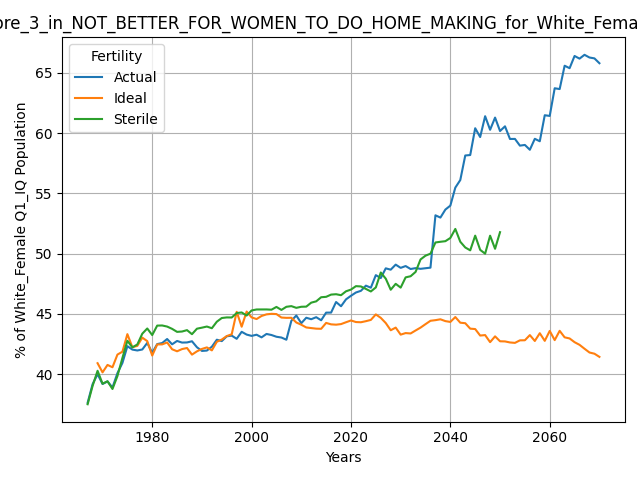 ore_3_in_NOT_BETTER_FOR_WOMEN_TO_DO_HOME_MAKING_for_White_Fema
Fertility
Actual
Ideal
Sterile
% of White_Female Q1_IQ Population
65
60
55
50
45
40
1980
2000
2020
2040
2060
Years